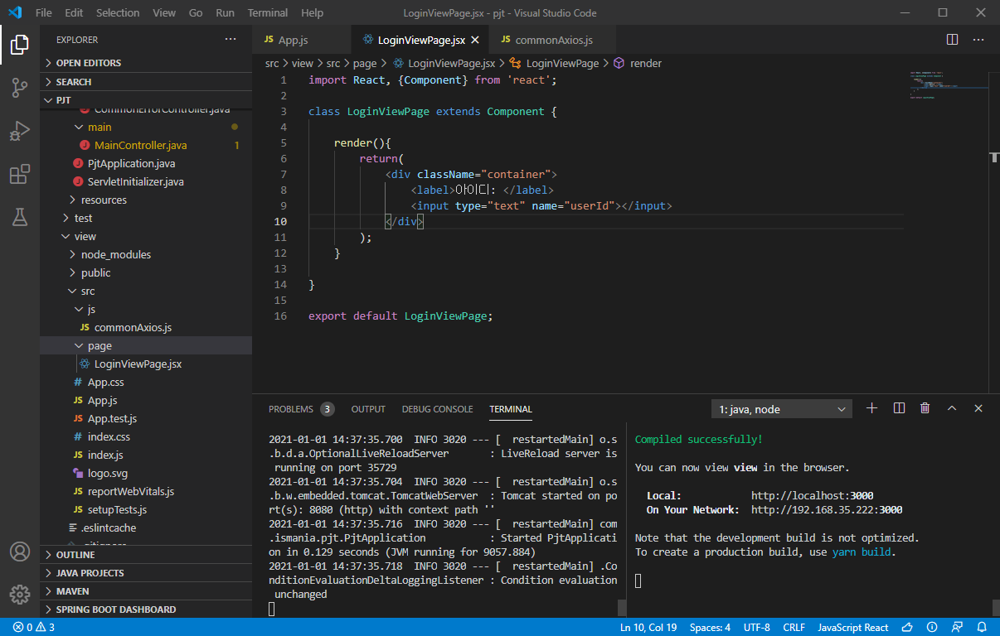 File Edit Selection View Go Run Terminal Help LoginViewPage.jsx - pjt - Visual Studio Code
EXPLORER
OPEN EDITORS
SEARCH
PJT
CommonErrorController.java
main
MainController.java 1
PjtApplication.java
ServletInitializer.java
resources
test
view
node_modules
public
src
js
JS commonAxios.js
page
LoginViewPage.jsx
# App.css
JS App.js
JS App.test.js
# index.css
JS index.js
logo.svg
JS reportWebVitals.js
JS setupTests.js
.eslintcache
.gitignore
OUTLINE
JAVA PROJECTS
MAVEN
SPRING BOOT DASHBOARD
JS App.js LoginViewPage.jsx JS commonAxios.js
src > view > src > page > LoginViewPage.jsx > LoginViewPage > render
1 import React, {Component} from 'react';
2
3 class LoginViewPage extends Component {
4
5 render(){
6 return(
7 <div className="container">
8 <label>아이디: </label>
9 <input type="text" name="userId"></input>
10 </div>
11 );
12 }
13
14 }
15
16 export default LoginViewPage;
PROBLEMS 3 OUTPUT DEBUG CONSOLE TERMINAL 1: java, node
2021-01-01 14:37:35.700 INFO 3020 --- [ restartedMain] o.s
.b.d.a.OptionalLiveReloadServer : LiveReload server is
running on port 35729
2021-01-01 14:37:35.704 INFO 3020 --- [ restartedMain] o.s
.b.w.embedded.tomcat.TomcatWebServer : Tomcat started on po
rt(s): 8080 (http) with context path ''
2021-01-01 14:37:35.716 INFO 3020 --- [ restartedMain] com
.ismania.pjt.PjtApplication : Started PjtApplicati
on in 0.129 seconds (JVM running for 9057.884)
2021-01-01 14:37:35.718 INFO 3020 --- [ restartedMain] .Co
nditionEvaluationDeltaLoggingListener : Condition evaluation
unchanged
Compiled successfully!
You can now view view in the browser.
Local: http://localhost:3000
On Your Network: http://192.168.35.222:3000
Note that the development build is not optimized.
To create a production build, use yarn build.
0 3 Ln 10, Col 19 Spaces: 4 UTF-8 CRLF JavaScript React